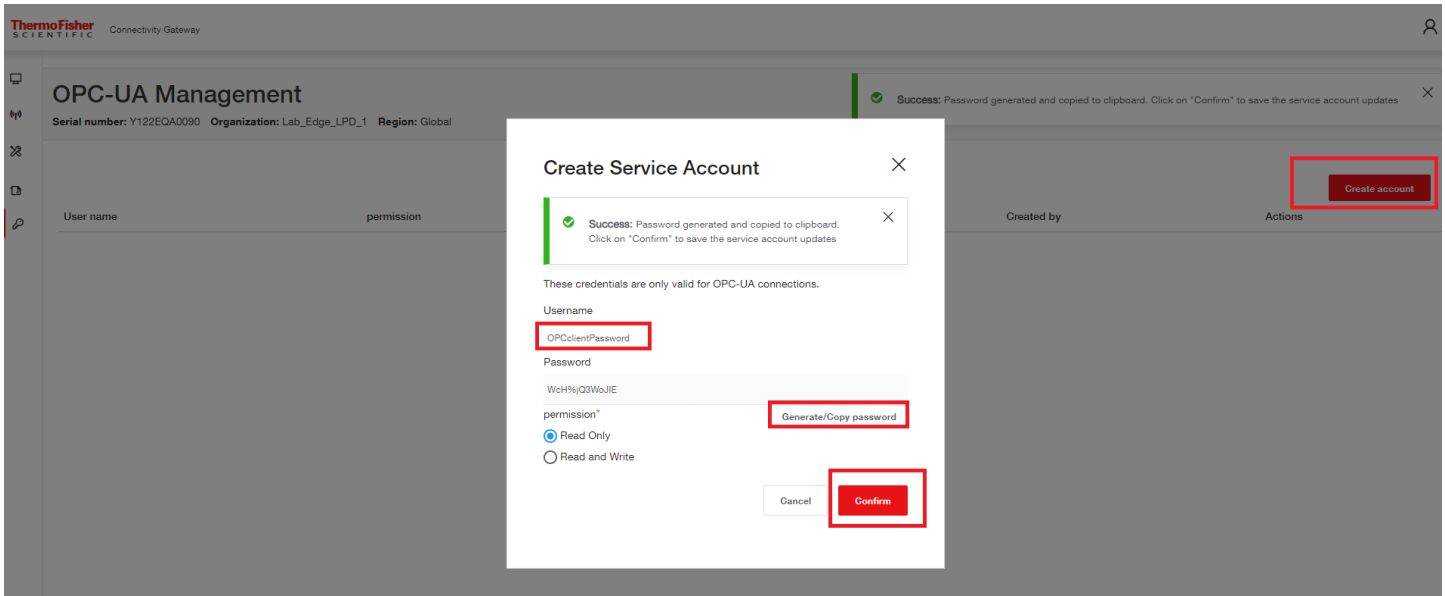 ThermoFisher
SCIENTIFIC
Connectivity Gateway
OPC-UA Management
Serial number: Y122EQA0090 Organization: Lab_Edge_LPD_1 Region: Global
Success: Password generated and copied to clipboard. Click on "Confirm" to save the service account updates
Create account
User name permission Created by Actions
Create Service Account
Success: Password generated and copied to clipboard.
Click on "Confirm" to save the service account updates
These credentials are only valid for OPC-UA connections.
Username
OPCclientPassword
Password
WcH%jQ3WoJIE
permission*
Generate/Copy password
Read Only
Read and Write
Cancel
Confirm